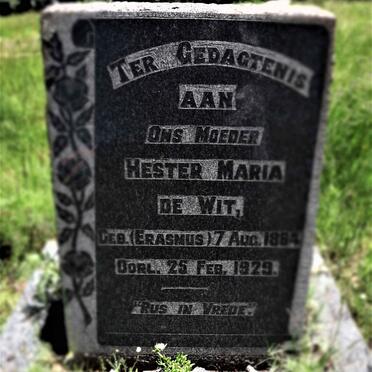 TER GEDAGTENIS
AAN
ONS MOEDER
HESTER MARIA
DE WIT,
GEB. (ERASMUS) 7 AUG. 1884
OORL. 25 FEB. 1929.
"RUS IN VREDE."